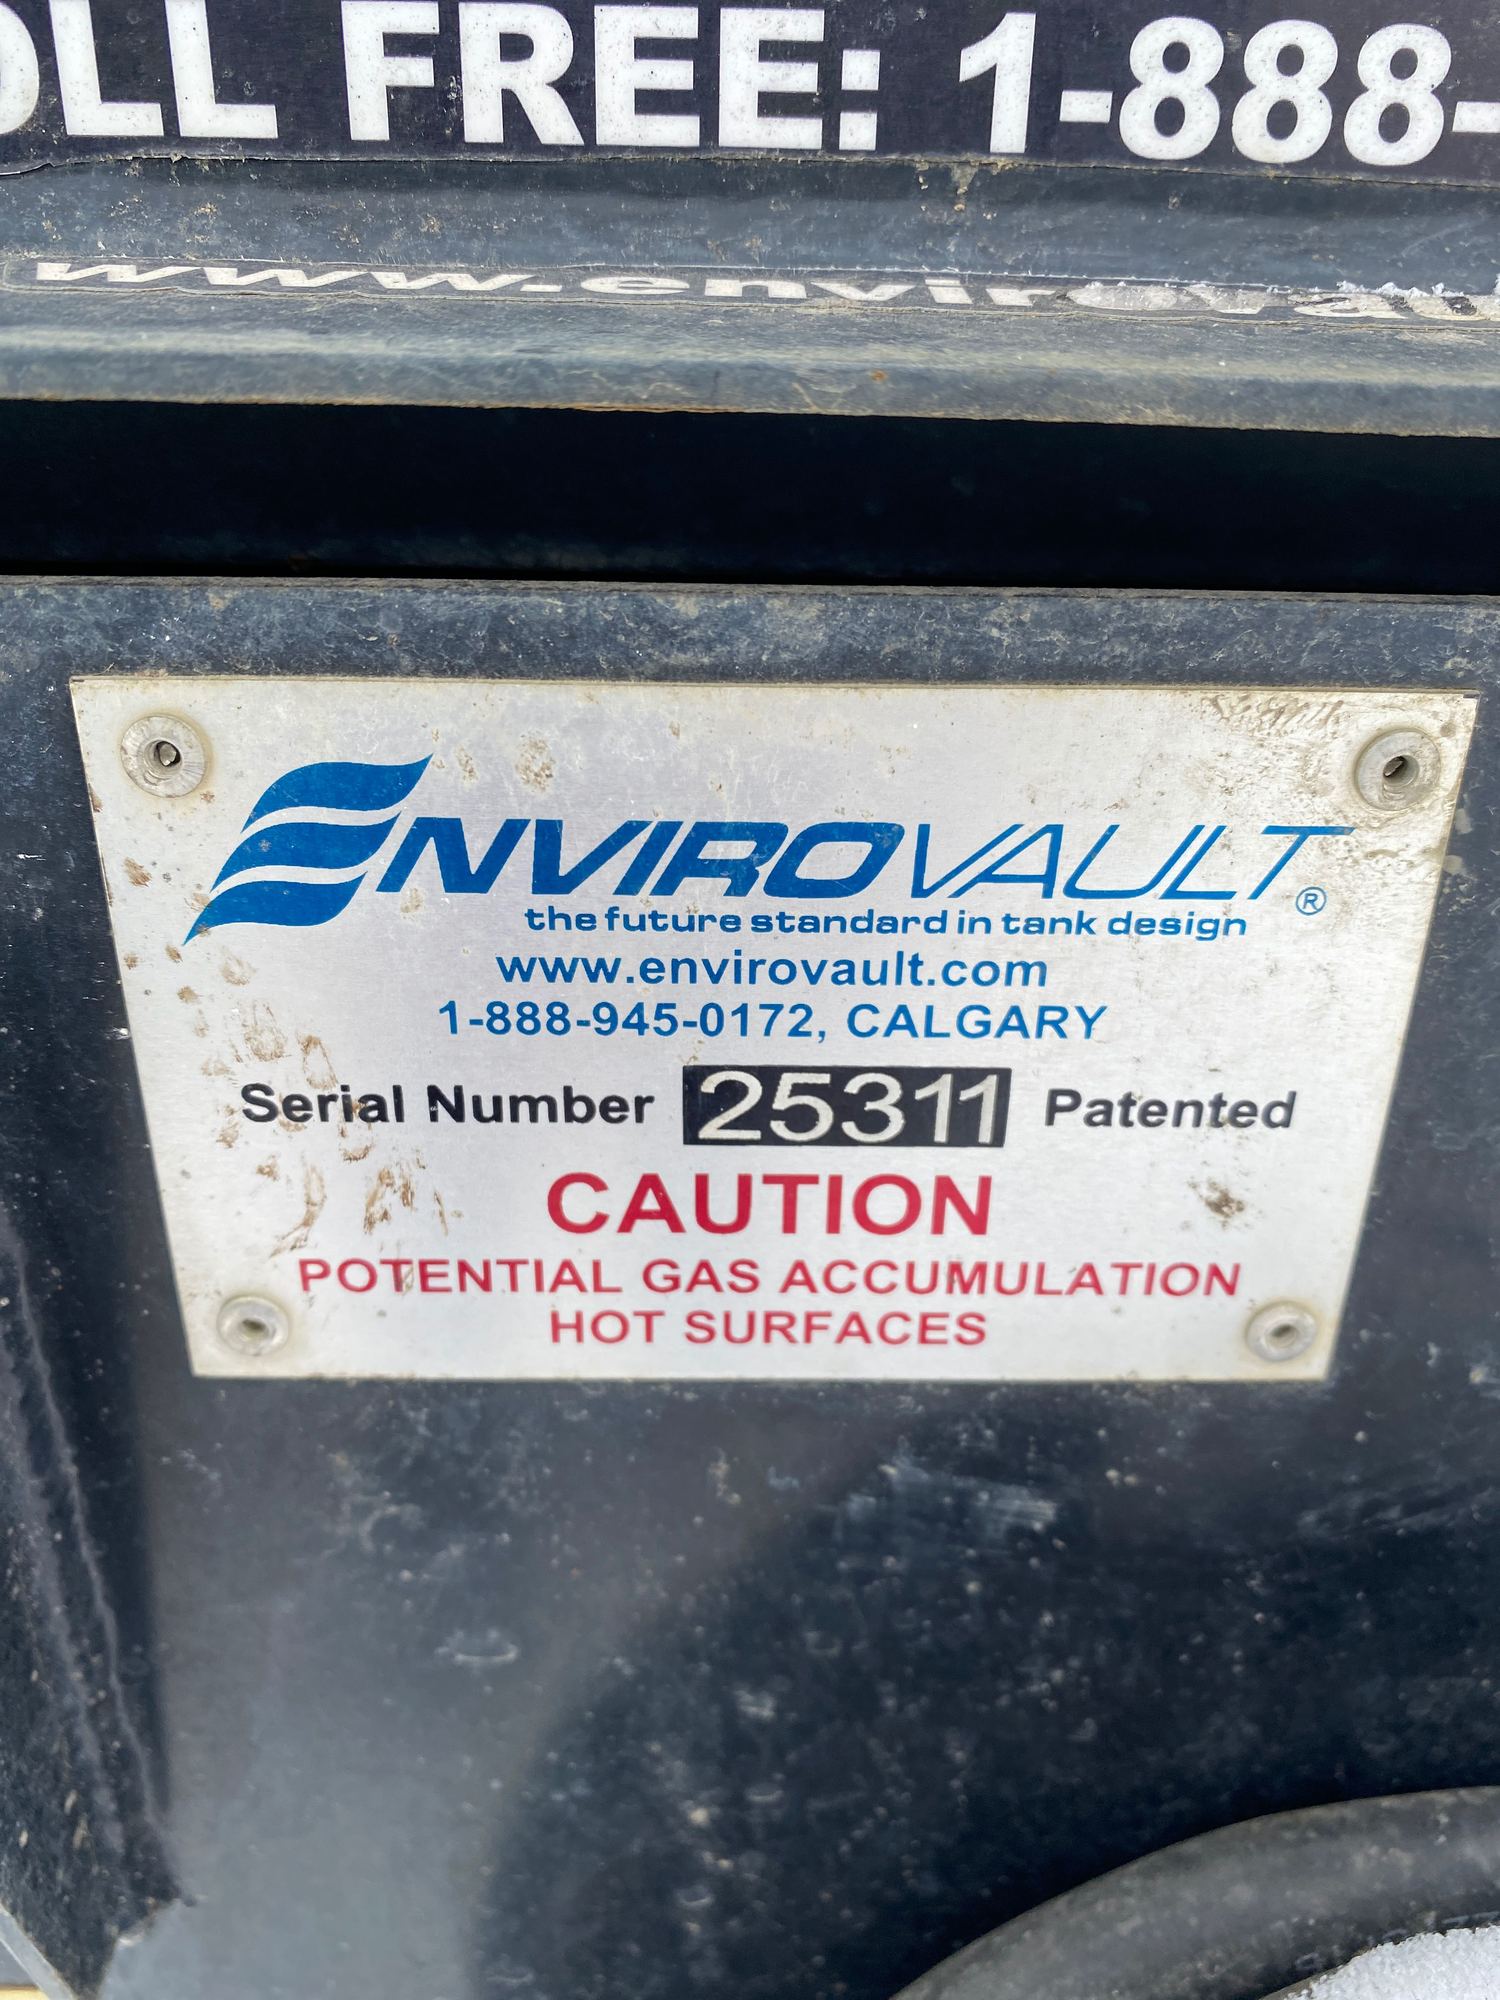 OLL FREE: 1-888-
www.envirovau
ENVIROVAULT®
the future standard in tank design
www.envirovault.com
1-888-945-0172, CALGARY
Serial Number 25311 Patented
CAUTION
POTENTIAL GAS ACCUMULATION
HOT SURFACES